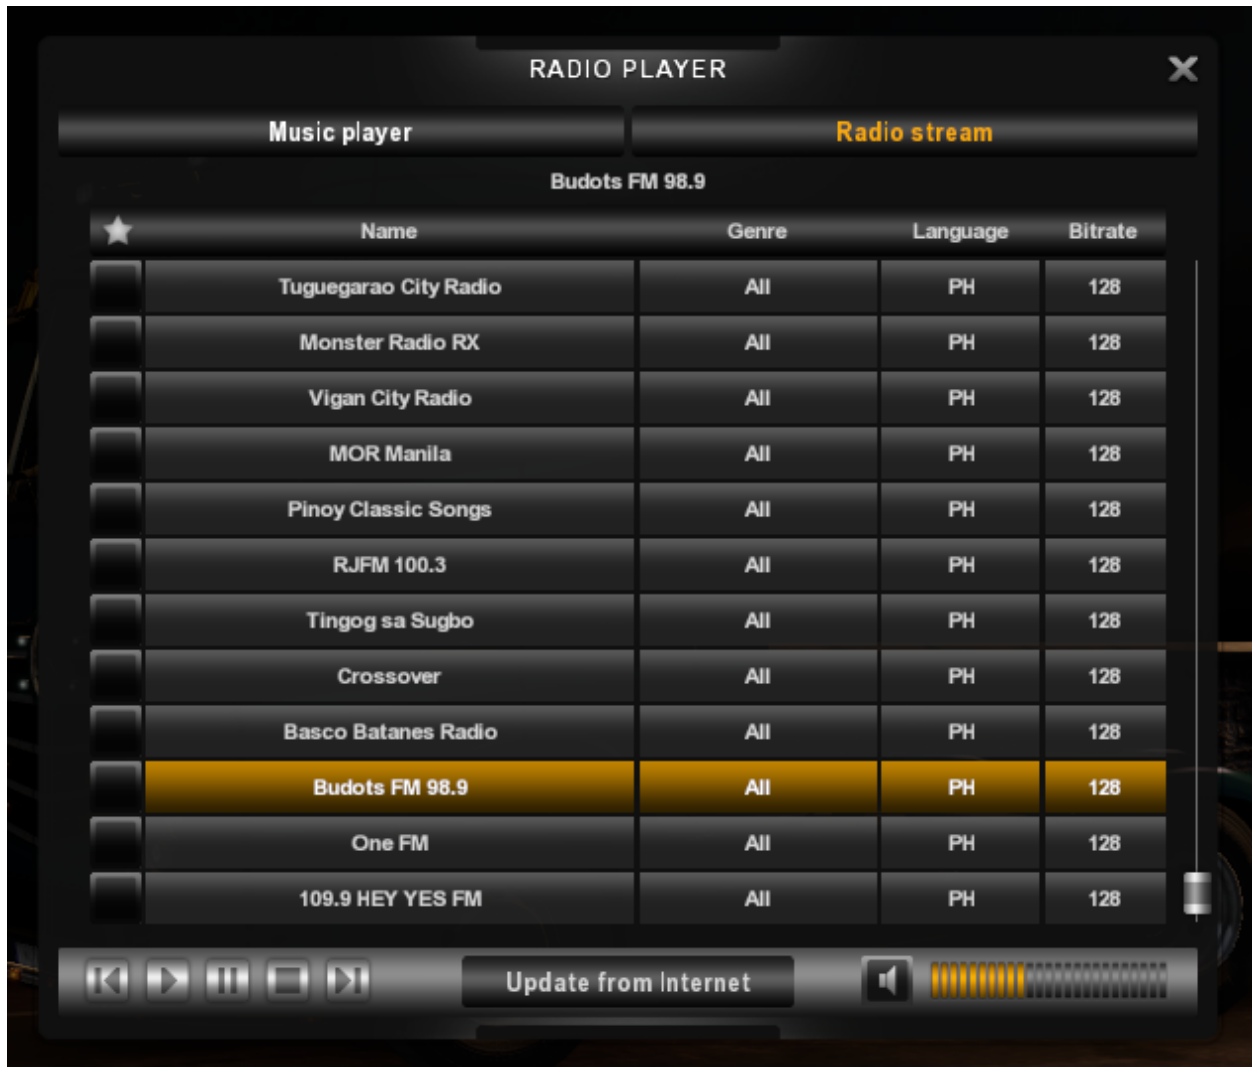 RADIO PLAYER
Music player Radio stream
Budots FM 98.9
Name Genre Language Bitrate
Tuguegarao City Radio All PH 128
Monster Radio RX All PH 128
Vigan City Radio All PH 128
MOR Manila All PH 128
Pinoy Classic Songs All PH 128
RJFM 100.3 All PH 128
Tingog sa Sugbo All PH 128
Crossover All PH 128
Basco Batanes Radio All PH 128
Budots FM 98.9 All PH 128
One FM All PH 128
109.9 HEY YES FM All PH 128
Update from Internet